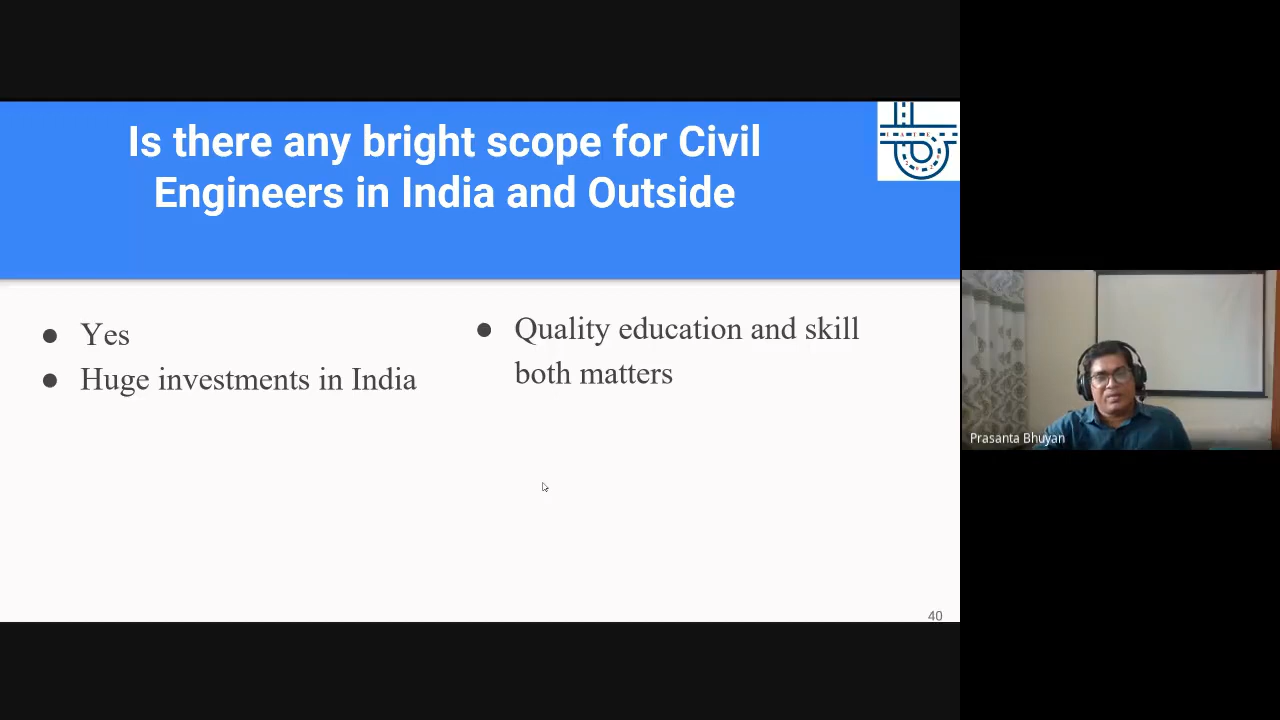 Is there any bright scope for Civil
Engineers in India and Outside
● Yes
● Huge investments in India
● Quality education and skill
both matters
40
Prasanta Bhuyan